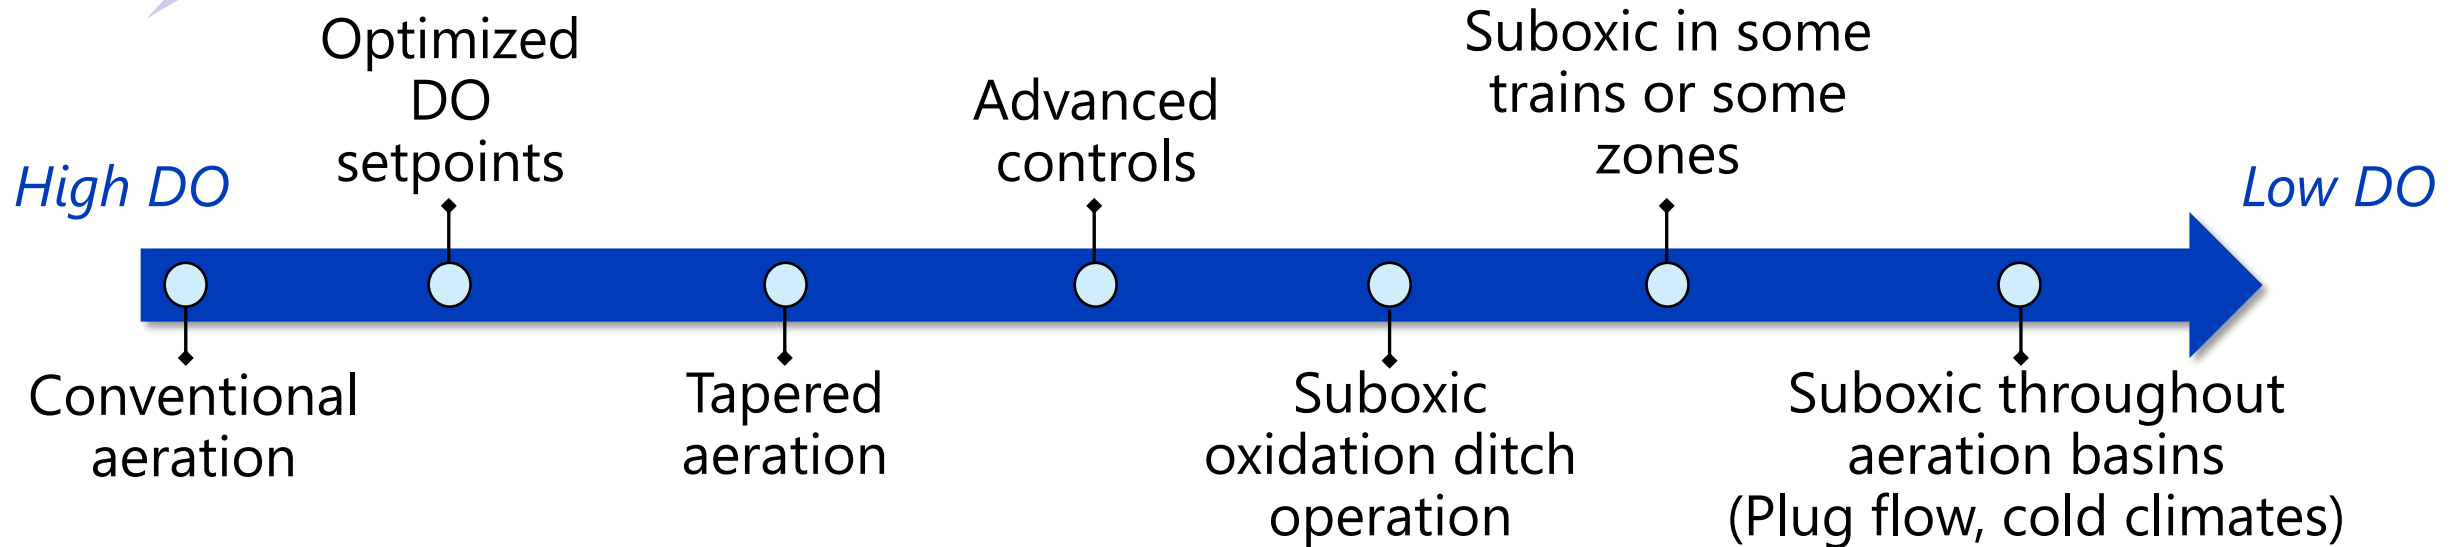 High DO
Optimized
DO
setpoints
Advanced
controls
Suboxic in some
trains or some
zones
Low DO
Conventional
aeration
Tapered
aeration
Suboxic
oxidation ditch
operation
Suboxic throughout
aeration basins
(Plug flow, cold climates)